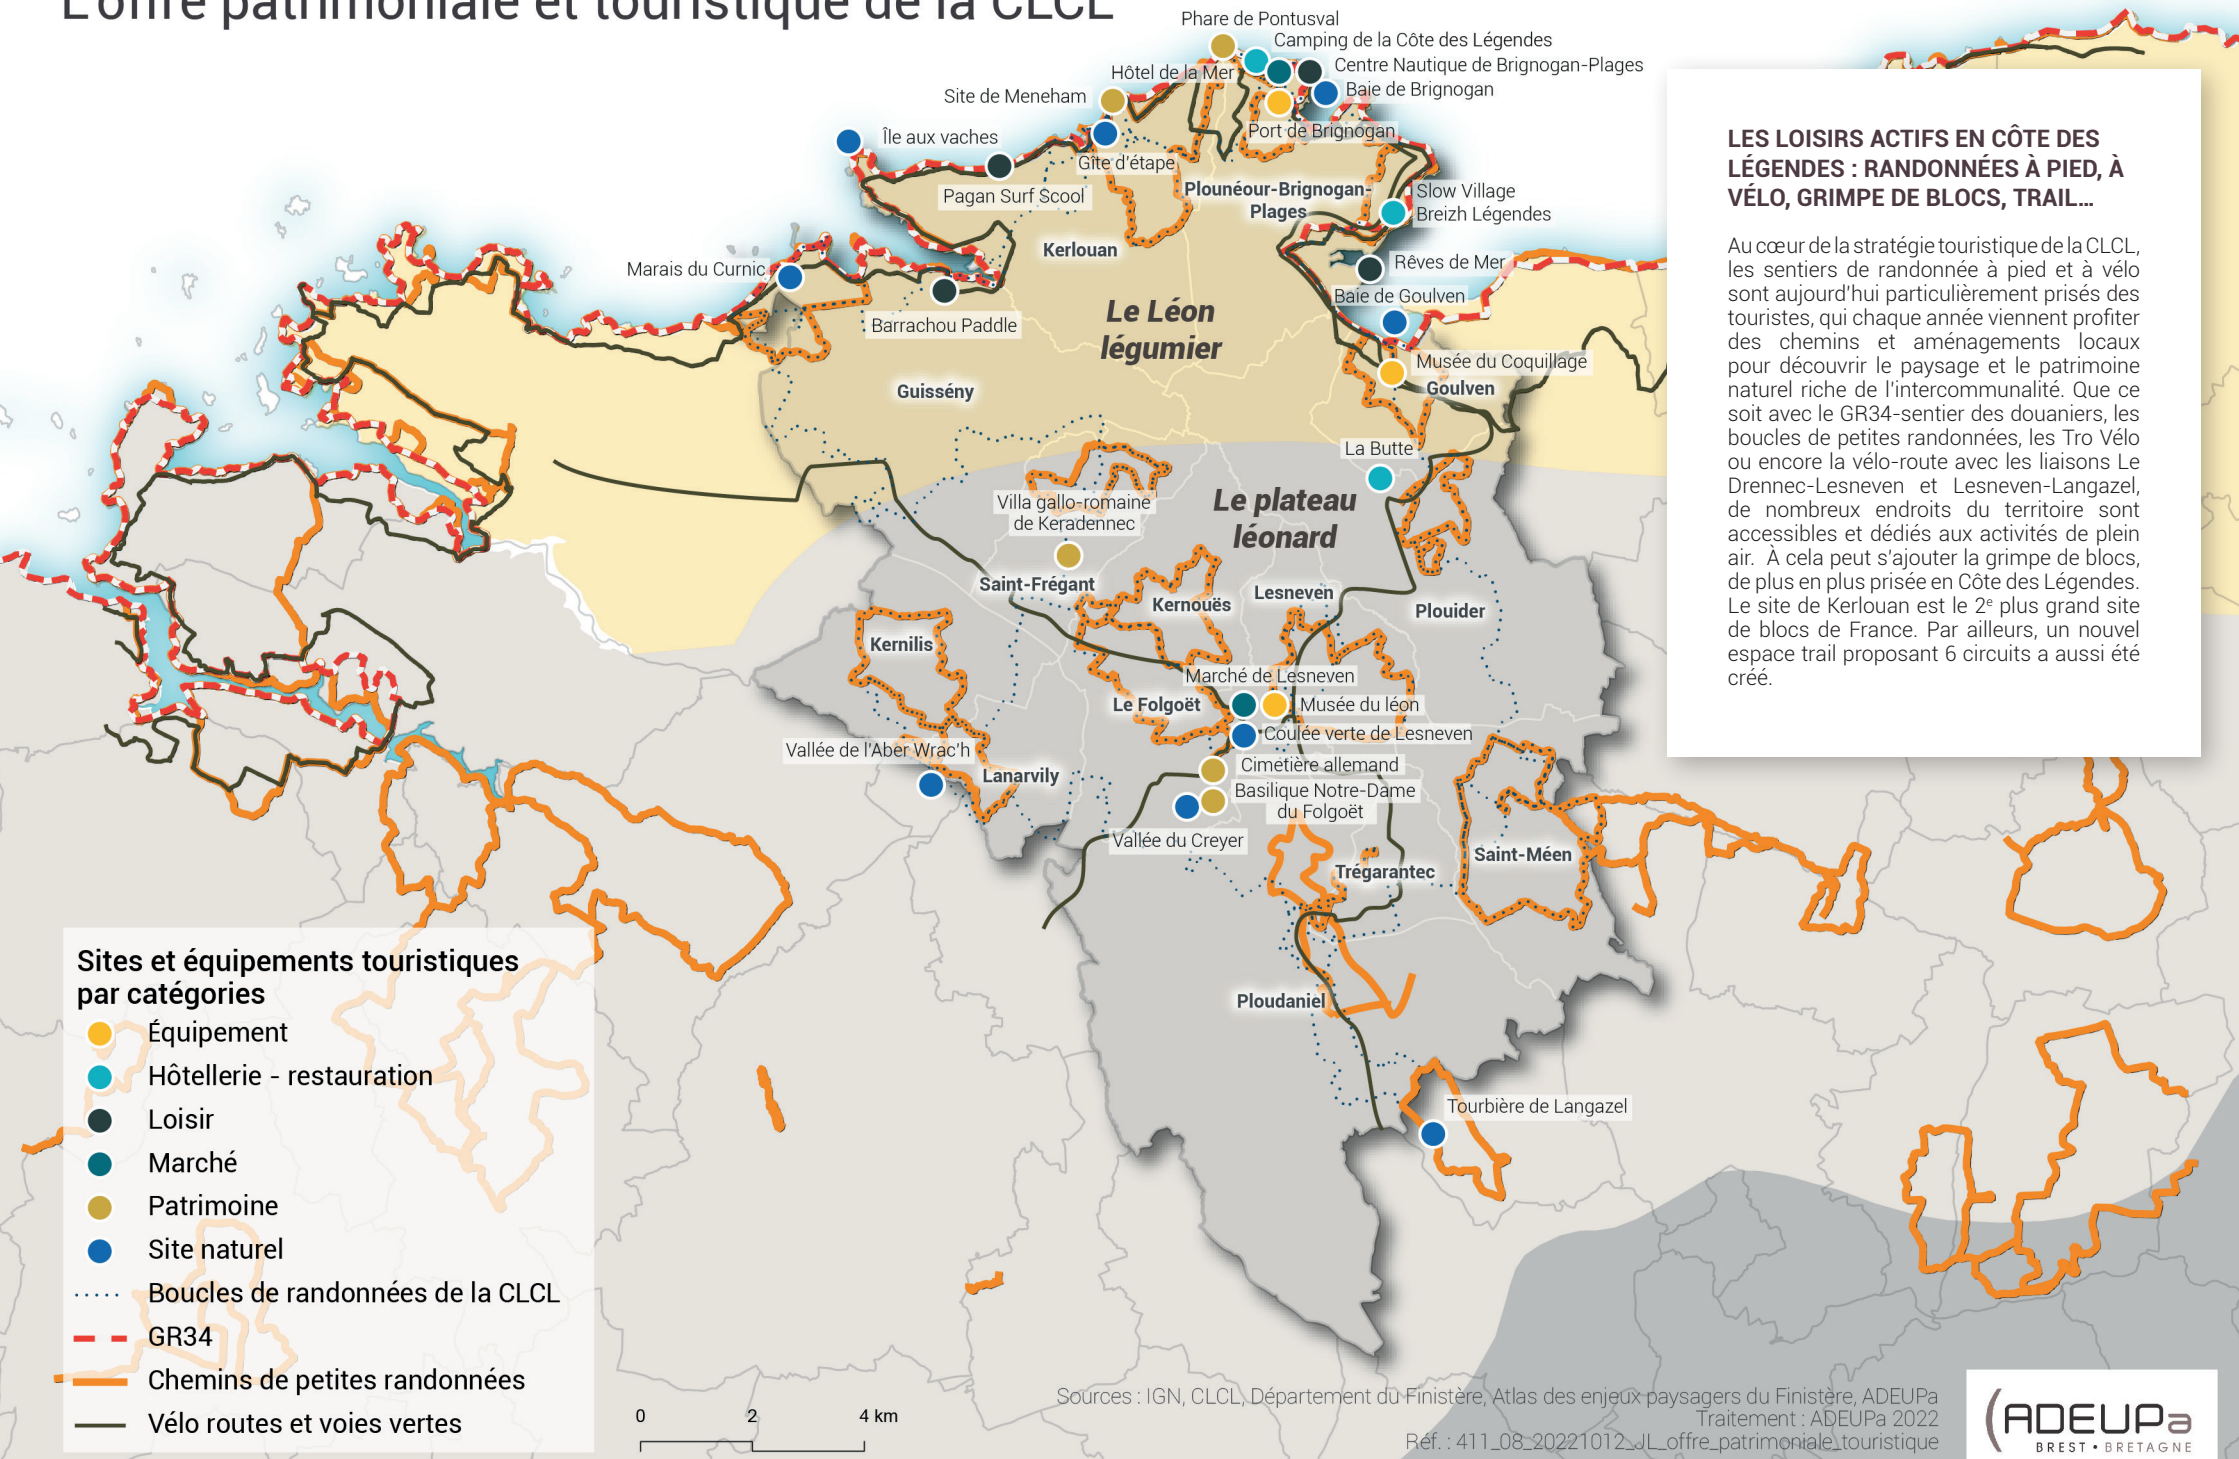 L'offre patrimoniale et touristique de la CLCL
Phare de Pontusval
Camping de la Côte des Légendes
Hôtel de la Mer
Centre Nautique de Brignogan-Plages
Baie de Brignogan
Site de Meneham
Port de Brignogan
Île aux vaches
Gîte d'étape
Pagan Surf Scool
Plounéour-Brignogan-
Plages
Slow Village
Breizh Légendes
Kerlouan
Marais du Curnic
Rêves de Mer
Baie de Goulven
Barrachou Paddle
Le Léon
légumier
Musée du Coquillage
Guissény
Goulven
La Butte
Villa gallo-romaine
de Keradennec
Le plateau
léonard
Saint-Frégant
Kernouës
Lesneven
Plouider
Kernilis
Marché de Lesneven
Le Folgoët
Musée du léon
Coulée verte de Lesneven
Vallée de l'Aber Wrac'h
Lanarvily
Cimetière allemand
Basilique Notre-Dame
du Folgoët
Vallée du Creyer
Saint-Méen
Trégarantec
Ploudaniel
Tourbière de Langazel
LES LOISIRS ACTIFS EN CÔTE DES
LÉGENDES : RANDONNÉES À PIED, À
VÉLO, GRIMPE DE BLOCS, TRAIL...
Au cœur de la stratégie touristique de la CLCL,
les sentiers de randonnée à pied et à vélo
sont aujourd'hui particulièrement prisés des
touristes, qui chaque année viennent profiter
des chemins et aménagements locaux
pour découvrir le paysage et le patrimoine
naturel riche de l'intercommunalité. Que ce
soit avec le GR34-sentier des douaniers, les
boucles de petites randonnées, les Tro Vélo
ou encore la vélo-route avec les liaisons Le
Drennec-Lesneven et Lesneven-Langazel,
de nombreux endroits du territoire sont
accessibles et dédiés aux activités de plein
air. À cela peut s'ajouter la grimpe de blocs,
de plus en plus prisée en Côte des Légendes.
Le site de Kerlouan est le 2e plus grand site
de blocs de France. Par ailleurs, un nouvel
espace trail proposant 6 circuits a aussi été
créé.
Sites et équipements touristiques
par catégories
Équipement
Hôtellerie - restauration
Loisir
Marché
Patrimoine
Site naturel
Boucles de randonnées de la CLCL
GR34
Chemins de petites randonnées
Vélo routes et voies vertes
0 2 4 km
Sources : IGN, CLCL, Département du Finistère, Atlas des enjeux paysagers du Finistère, ADEUPa
Traitement : ADEUPa 2022
Réf. : 411_08_20221012_JL_offre_patrimoniale_touristique
ADEUPa
BREST • BRETAGNE